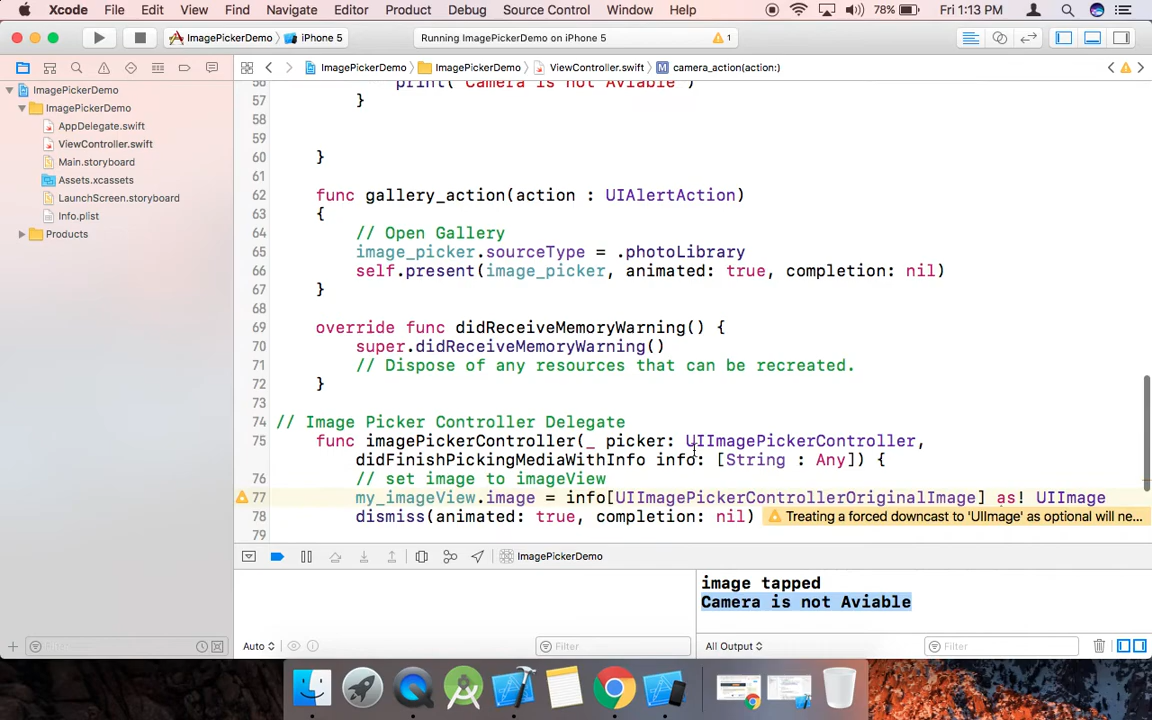 Xcode File Edit View Find Navigate Editor Product Debug Source Control Window Help 78% Fri 1:13 PM
ImagePickerDemo iPhone 5 Running ImagePickerDemo on iPhone 5 1
ImagePickerDemo ImagePickerDemo ViewController.swift M camera_action(action:)
ImagePickerDemo
ImagePickerDemo
AppDelegate.swift
ViewController.swift
Main.storyboard
Assets.xcassets
LaunchScreen.storyboard
Info.plist
Products
56 print("Camera is not Aviable ")
57 }
58
59
60 }
61
62 func gallery_action(action : UIAlertAction)
63 {
64 // Open Gallery
65 image_picker.sourceType = .photoLibrary
66 self.present(image_picker, animated: true, completion: nil)
67 }
68
69 override func didReceiveMemoryWarning() {
70 super.didReceiveMemoryWarning()
71 // Dispose of any resources that can be recreated.
72 }
73
74 // Image Picker Controller Delegate
75 func imagePickerController(_ picker: UIImagePickerController,
didFinishPickingMediaWithInfo info: [String : Any]) {
76 // set image to imageView
77 my_imageView.image = info[UIImagePickerControllerOriginalImage] as! UIImage
78 dismiss(animated: true, completion: nil) Treating a forced downcast to 'UIImage' as optional will ne...
79
ImagePickerDemo
image tapped
Camera is not Aviable
Auto Filter All Output Filter